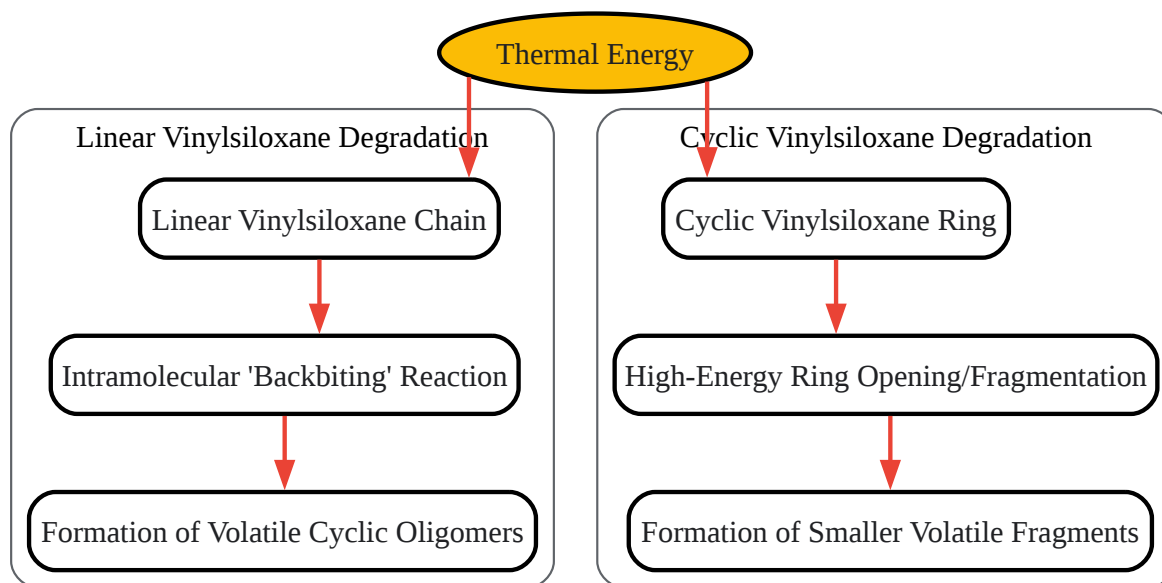 Thermal Energy
Linear Vinylsiloxane Degradation
Linear Vinylsiloxane Chain
Intramolecular 'Backbiting' Reaction
Formation of Volatile Cyclic Oligomers
Cyclic Vinylsiloxane Degradation
Cyclic Vinylsiloxane Ring
High-Energy Ring Opening/Fragmentation
Formation of Smaller Volatile Fragments